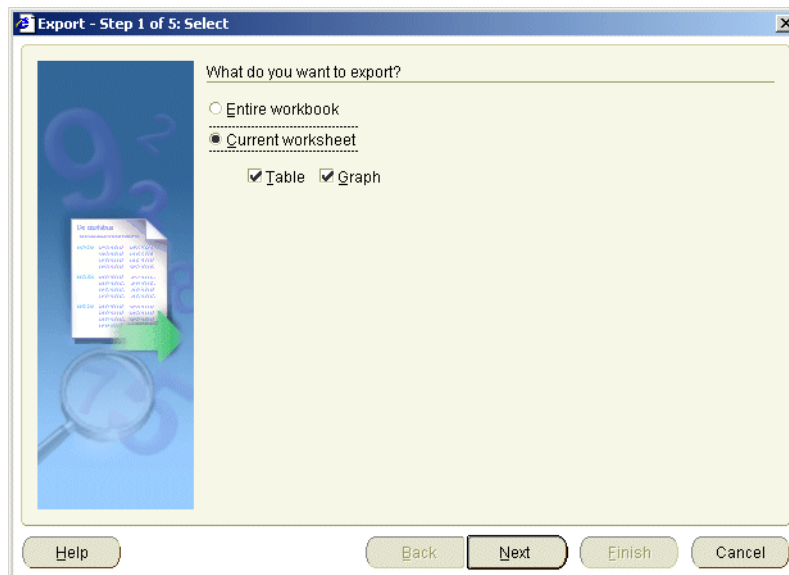 Export - Step 1 of 5: Select
What do you want to export?
Entire workbook
Current worksheet
Table Graph
Help Back Next Finish Cancel